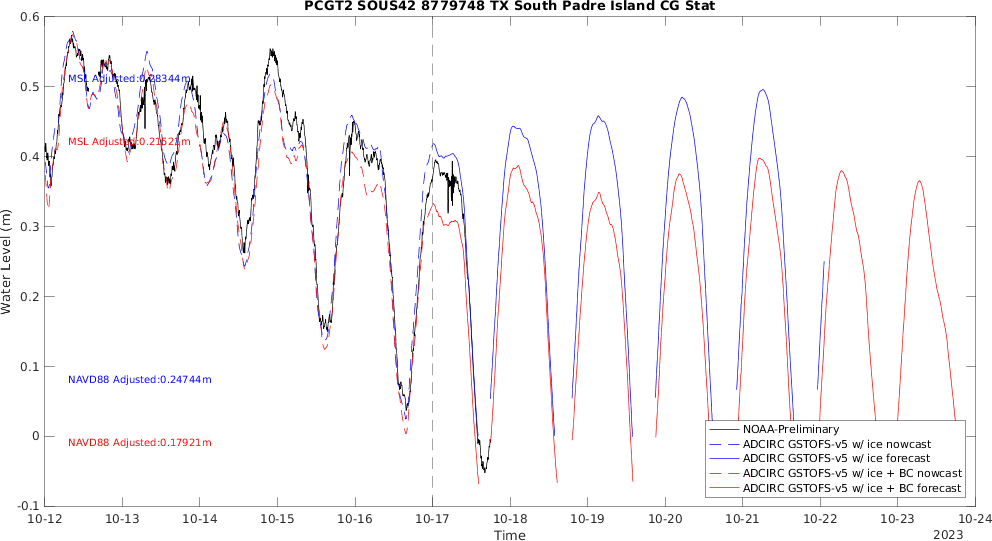 PCGT2 SOUS42 8779748 TX South Padre Island CG Stat
0.6
0.5
0.4
0.3
0.2
0.1
0
-0.1
Water Level (m)
MSL Adjusted:0.28344m
MSL Adjusted:0.21521m
NAVD88 Adjusted:0.24744m
NAVD88 Adjusted:0.17921m
NOAA-Preliminary
ADCIRC GSTOFS-v5 w/ ice nowcast
ADCIRC GSTOFS-v5 w/ ice forecast
ADCIRC GSTOFS-v5 w/ ice + BC nowcast
ADCIRC GSTOFS-v5 w/ ice + BC forecast
10-12 10-13 10-14 10-15 10-16 10-17 10-18 10-19 10-20 10-21 10-22 10-23 10-24
Time
2023